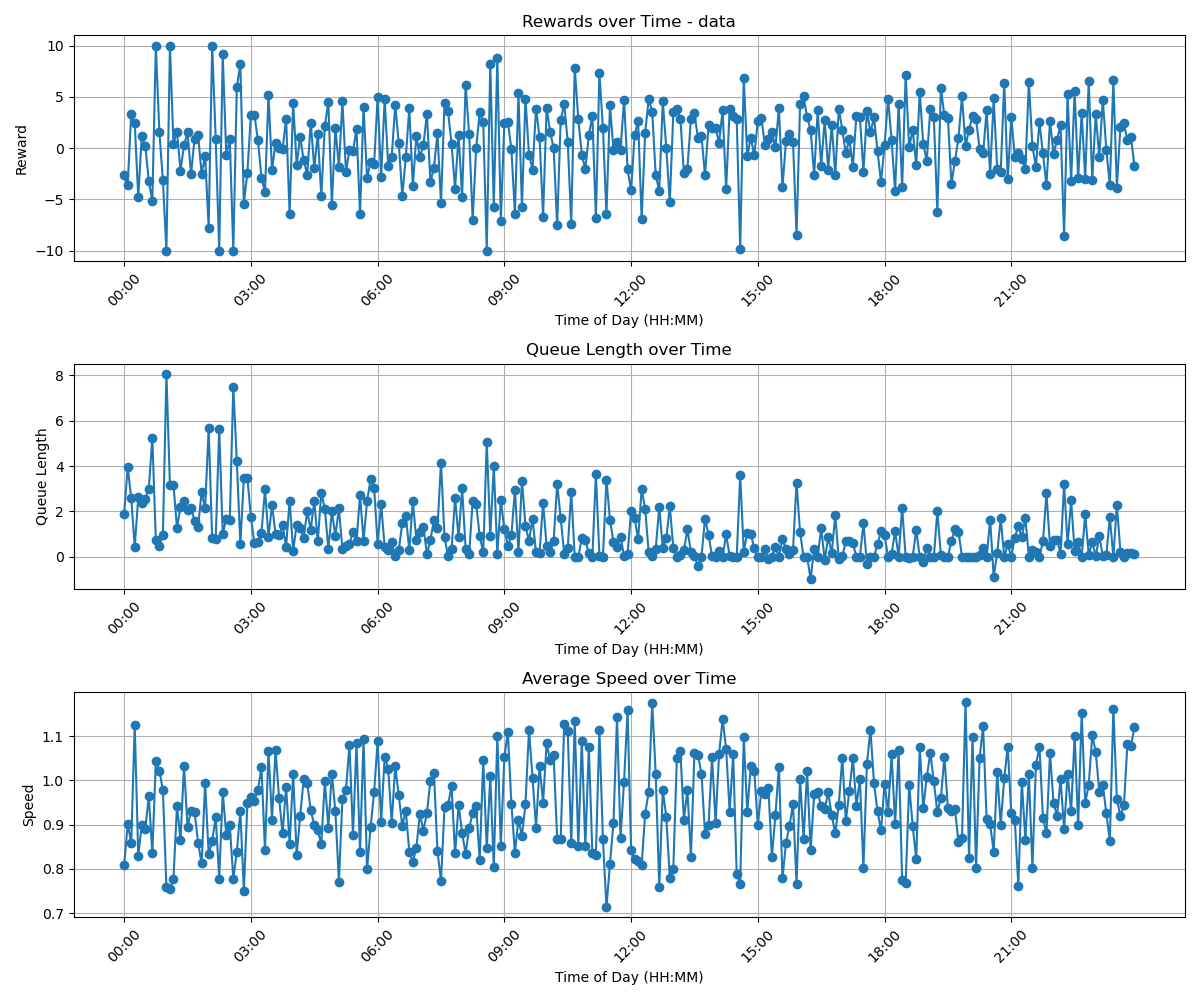 Rewards over Time - data
Reward
10
5
0
−5
−10
00:00 03:00 06:00 09:00 12:00 15:00 18:00 21:00
Time of Day (HH:MM)
Queue Length over Time
Queue Length
8
6
4
2
0
00:00 03:00 06:00 09:00 12:00 15:00 18:00 21:00
Time of Day (HH:MM)
Average Speed over Time
Speed
1.1
1.0
0.9
0.8
0.7
00:00 03:00 06:00 09:00 12:00 15:00 18:00 21:00
Time of Day (HH:MM)